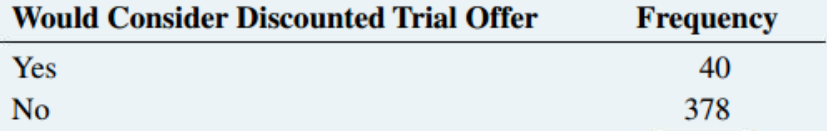 Would Consider Discounted Trial Offer Frequency
Yes 40
No 378